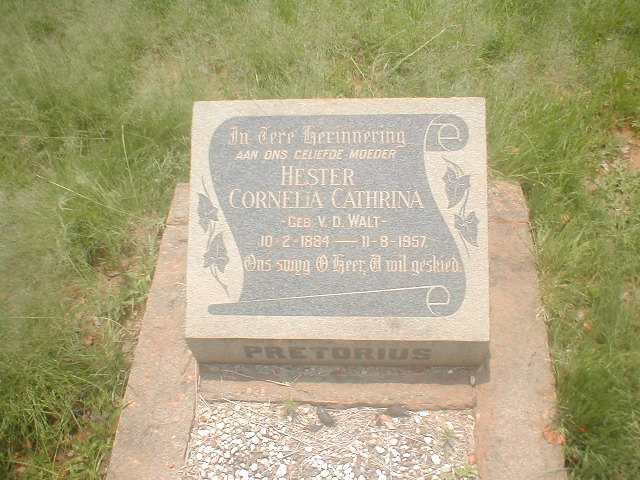 In Tere Herinnering
AAN ONS GELIEFDE MOEDER
HESTER
CORNELIA CATHRINA
-GEB. V. D. WALT-
10-2-1884 — 11-8-1957.
Ons swyg O Heer, U wil geskied.
PRETORIUS